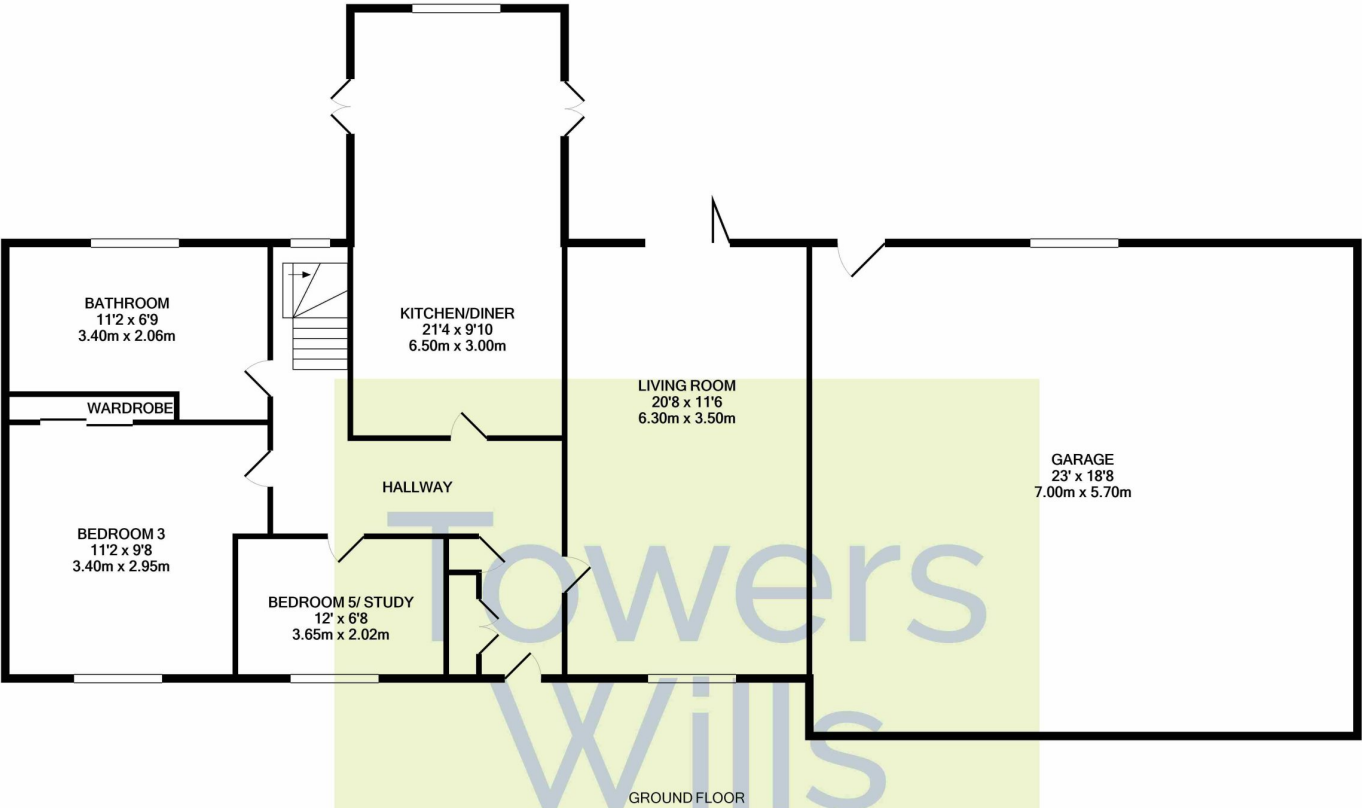 BATHROOM
11'2 x 6'9
3.40m x 2.06m
KITCHEN/DINER
21'4 x 9'10
6.50m x 3.00m
WARDROBE
LIVING ROOM
20'8 x 11'6
6.30m x 3.50m
GARAGE
23' x 18'8
7.00m x 5.70m
HALLWAY
BEDROOM 3
11'2 x 9'8
3.40m x 2.95m
BEDROOM 5/ STUDY
12' x 6'8
3.65m x 2.02m
Towers
Wills
GROUND FLOOR